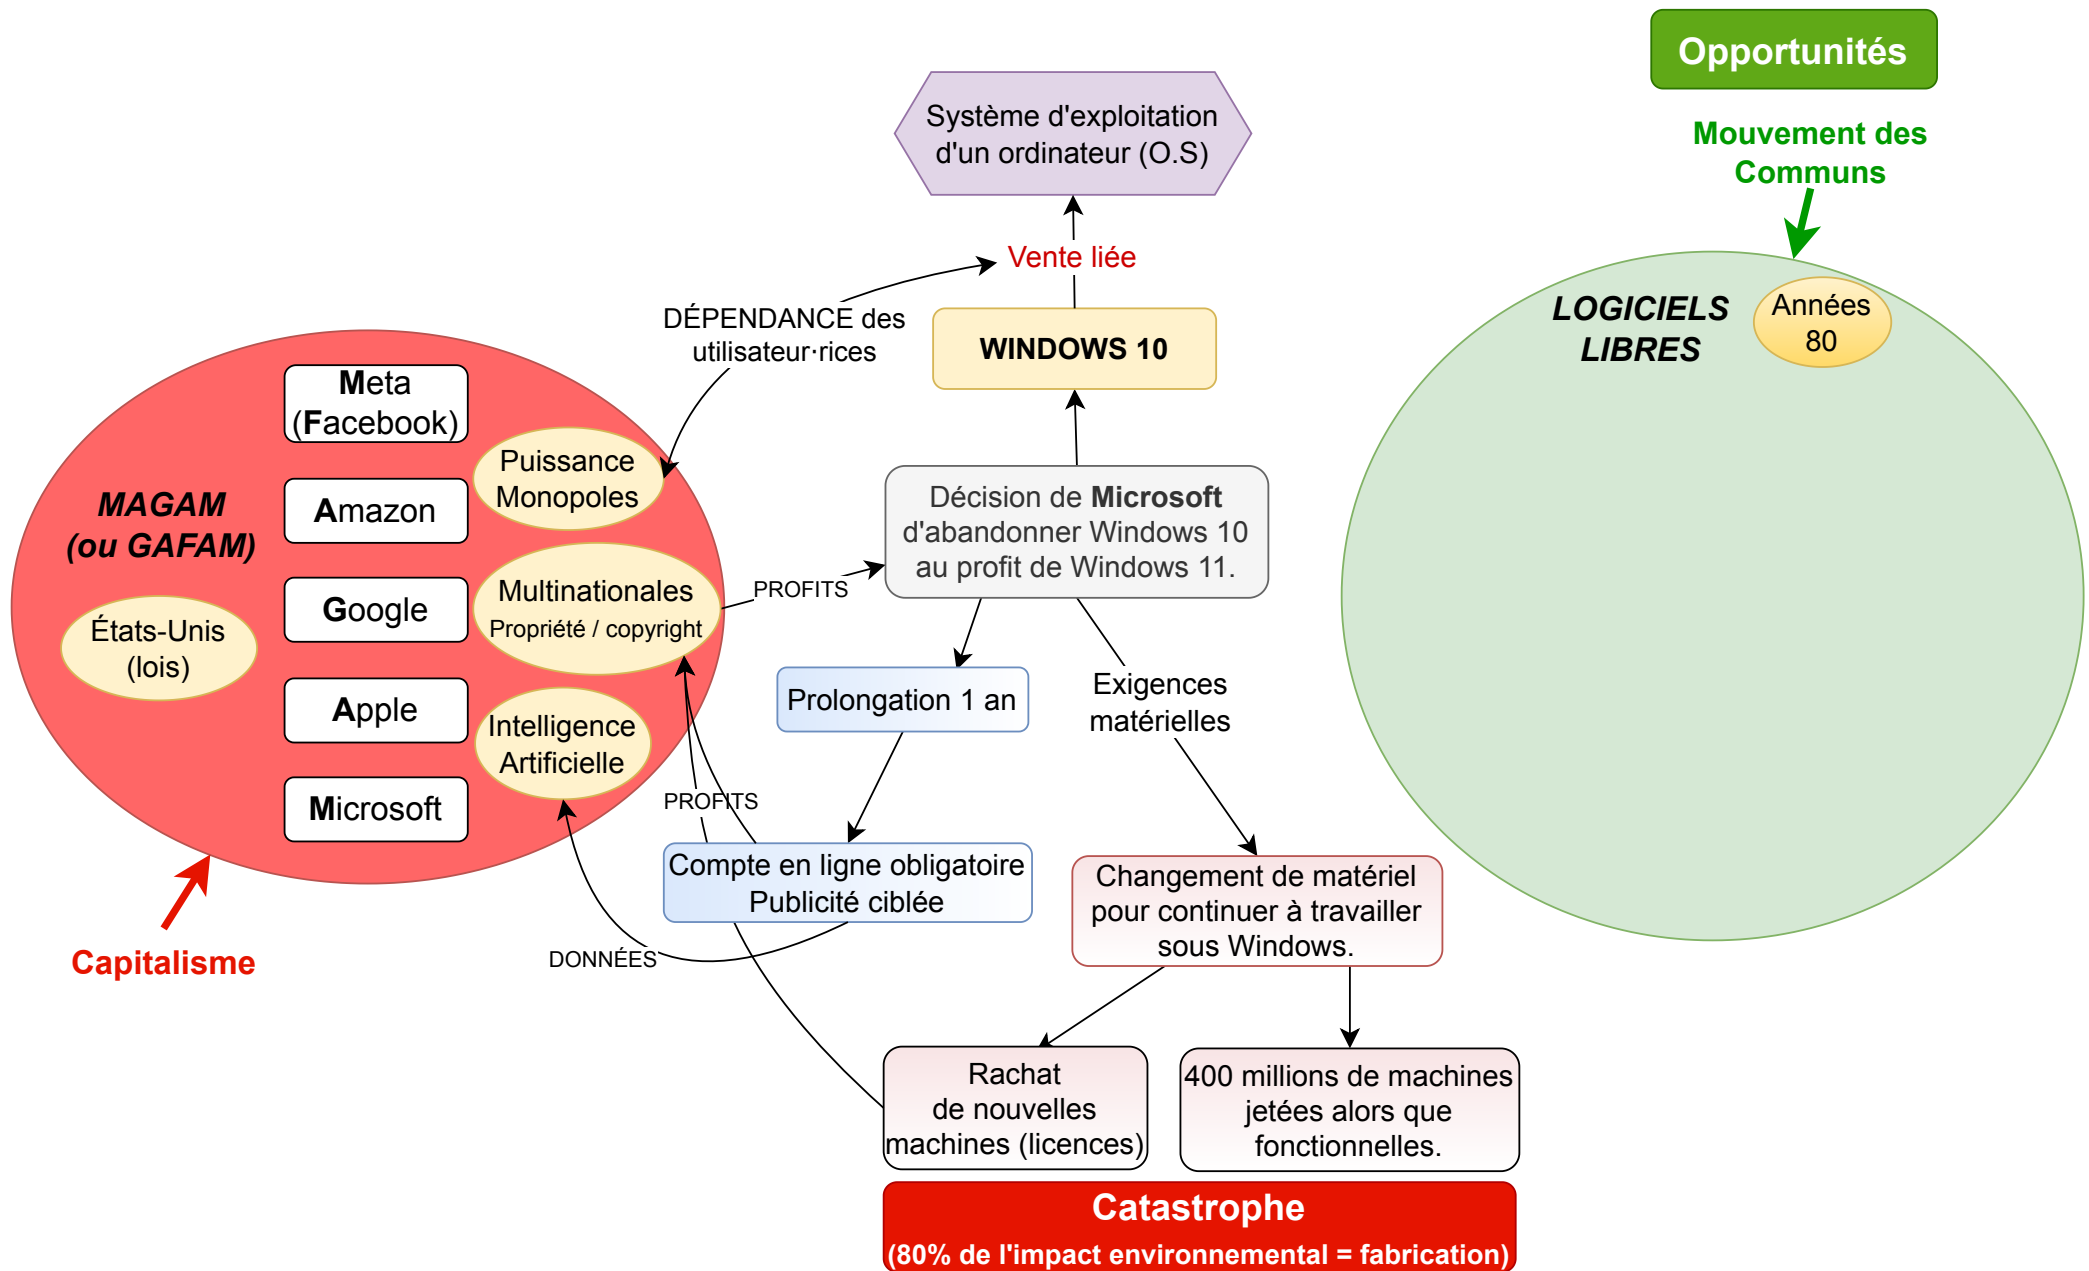 Opportunités
Mouvement des
Communs
Système d'exploitation
d'un ordinateur (O.S)
Vente liée
DÉPENDANCE des
utilisateur·rices
WINDOWS 10
LOGICIELS
LIBRES
Années
80
MAGAM
(ou GAFAM)
États-Unis
(lois)
Meta
(Facebook)
Amazon
Google
Apple
Microsoft
Puissance
Monopoles
Multinationales
Propriété / copyright
Intelligence
Artificielle
PROFITS
Décision de Microsoft
d'abandonner Windows 10
au profit de Windows 11.
Prolongation 1 an
Exigences
matérielles
PROFITS
Compte en ligne obligatoire
Publicité ciblée
DONNÉES
Capitalisme
Changement de matériel
pour continuer à travailler
sous Windows.
Rachat
de nouvelles
machines (licences)
400 millions de machines
jetées alors que
fonctionnelles.
Catastrophe
(80% de l'impact environnemental = fabrication)